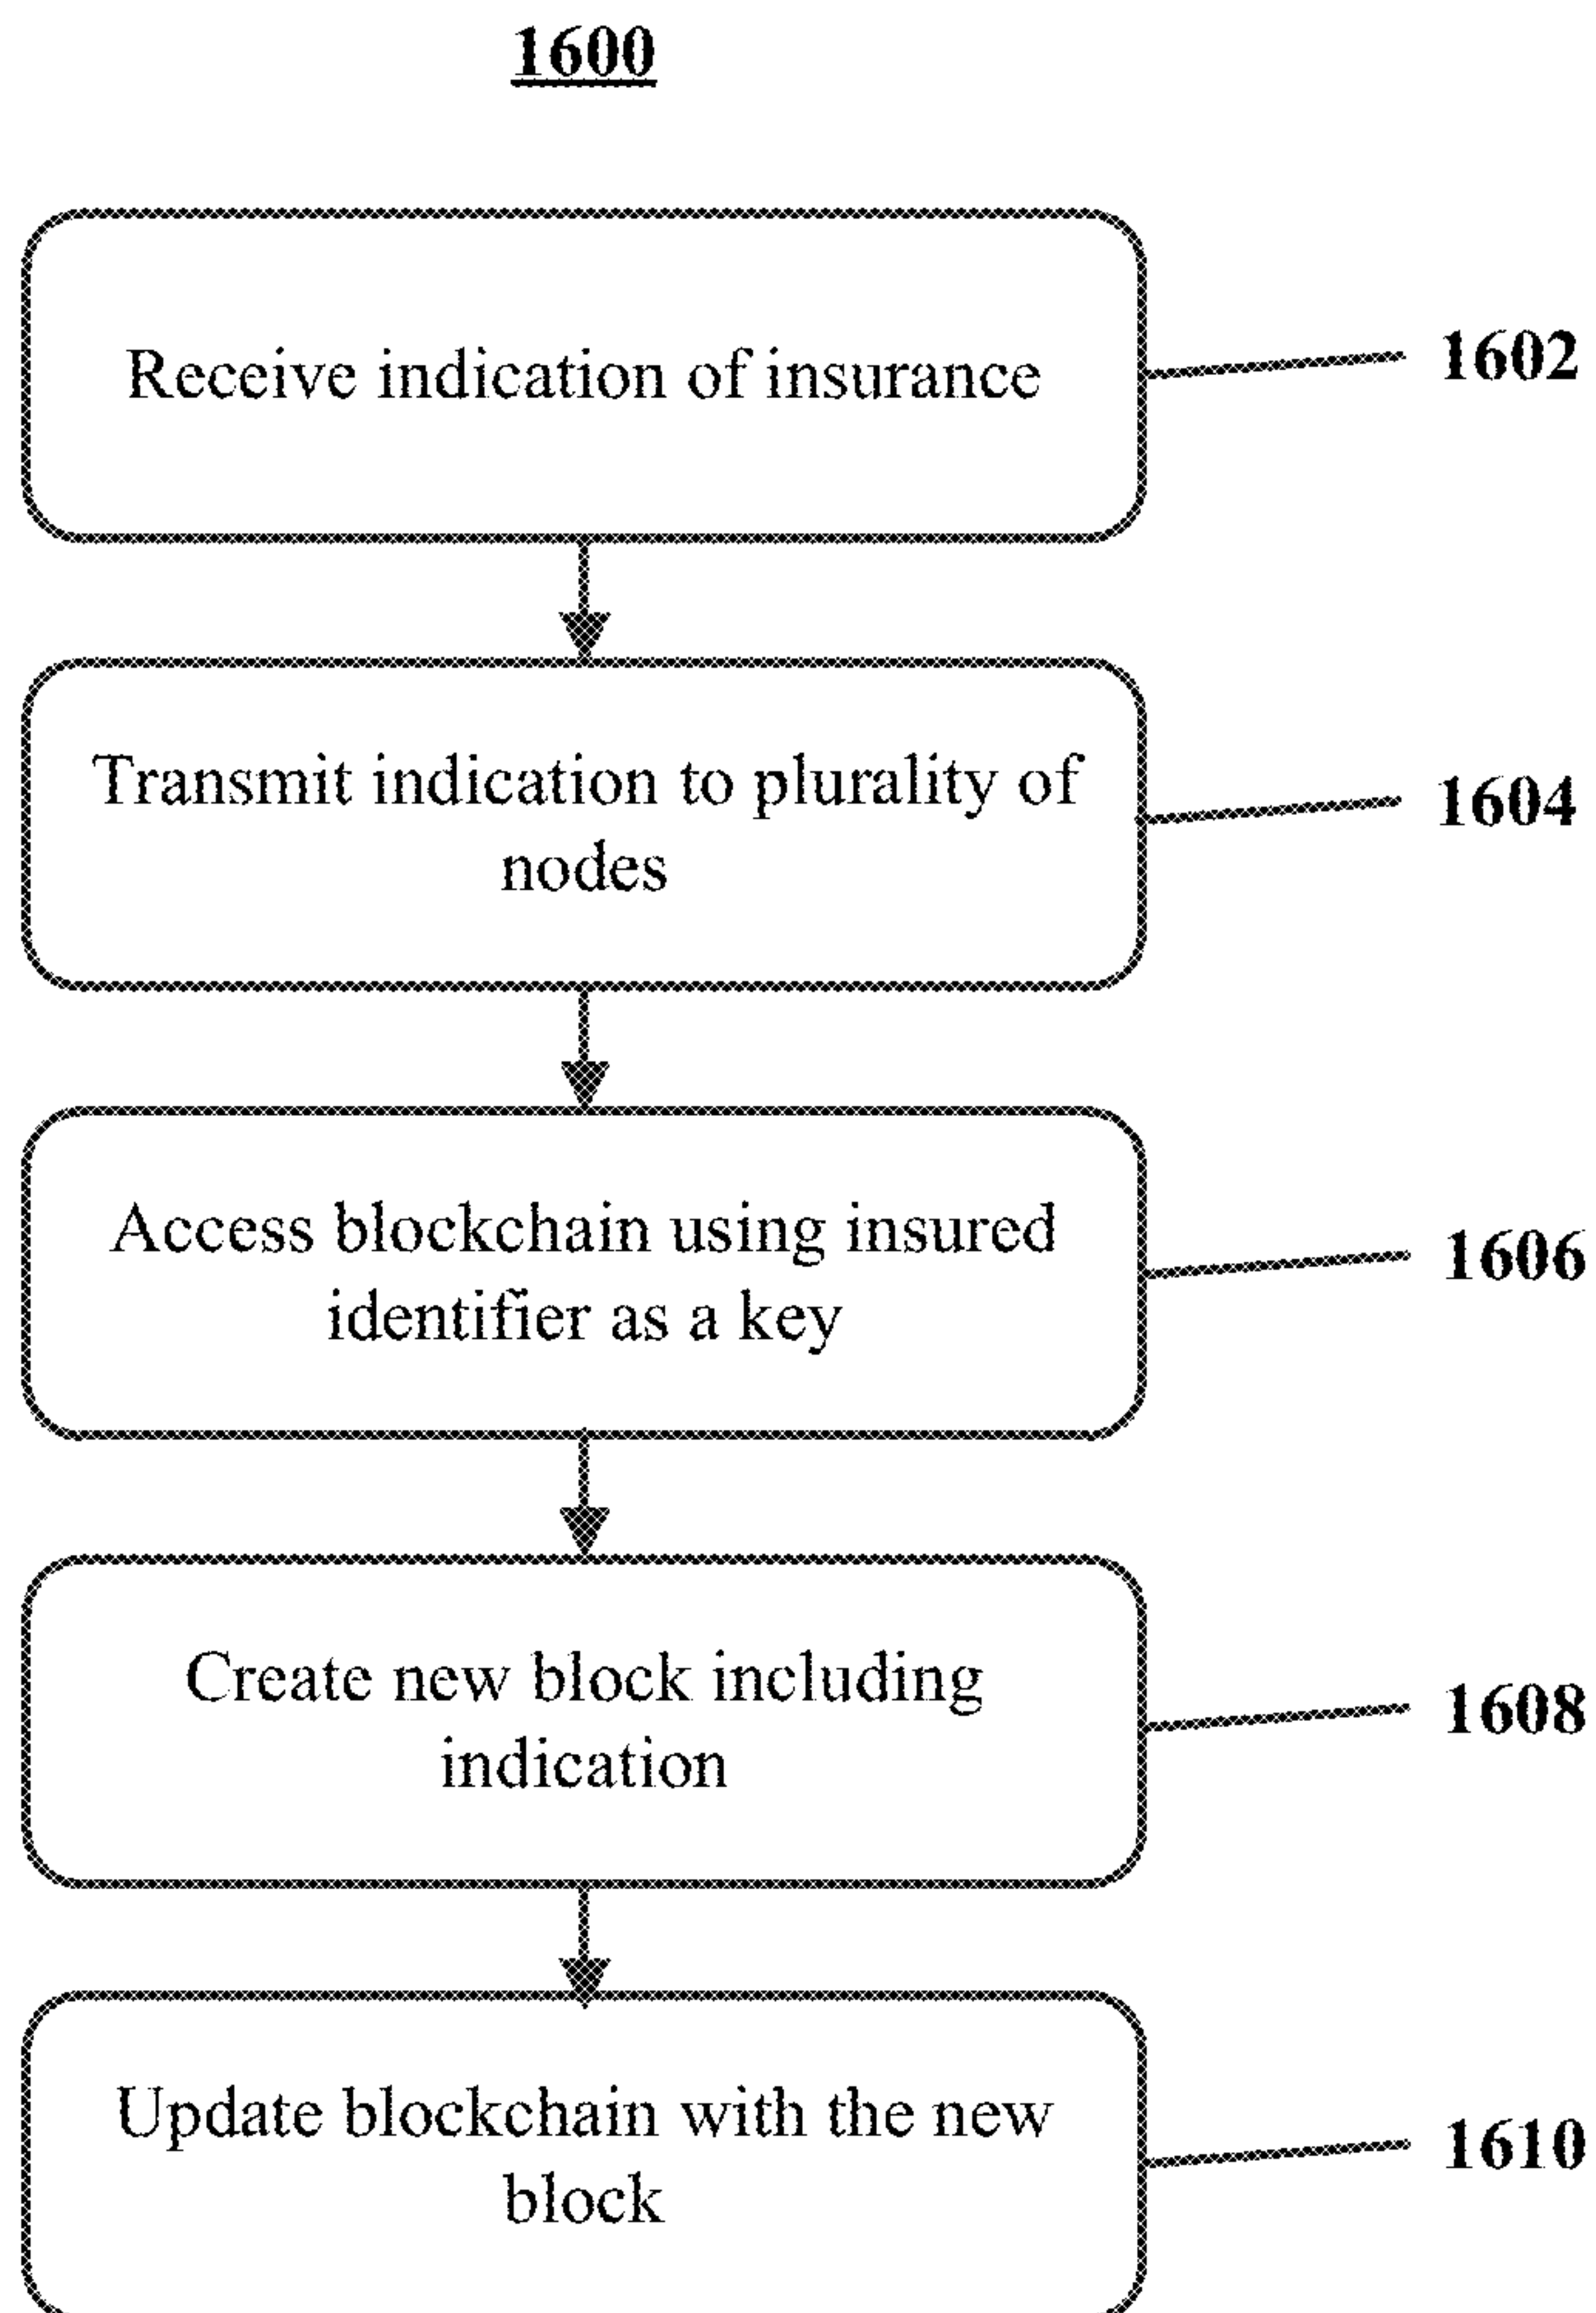 1600
Receive indication of insurance
1602
Transmit indication to plurality of
nodes
1604
Access blockchain using insured
identifier as a key
1606
Create new block including
indication
1608
Update blockchain with the new
block
1610